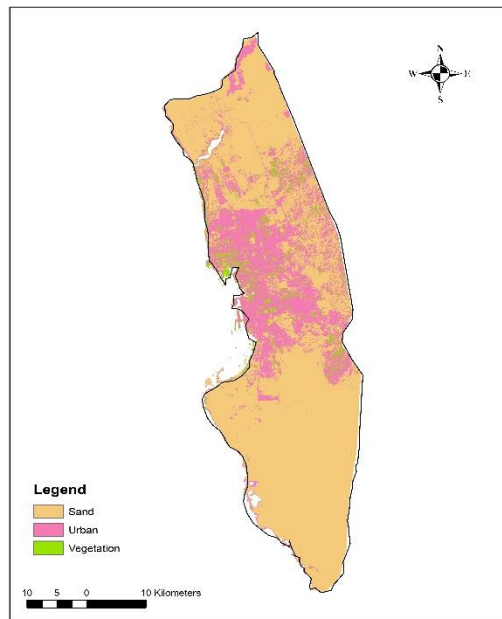 N
W E
S
Legend
Sand
Urban
Vegetation
10 5 0 10 Kilometers